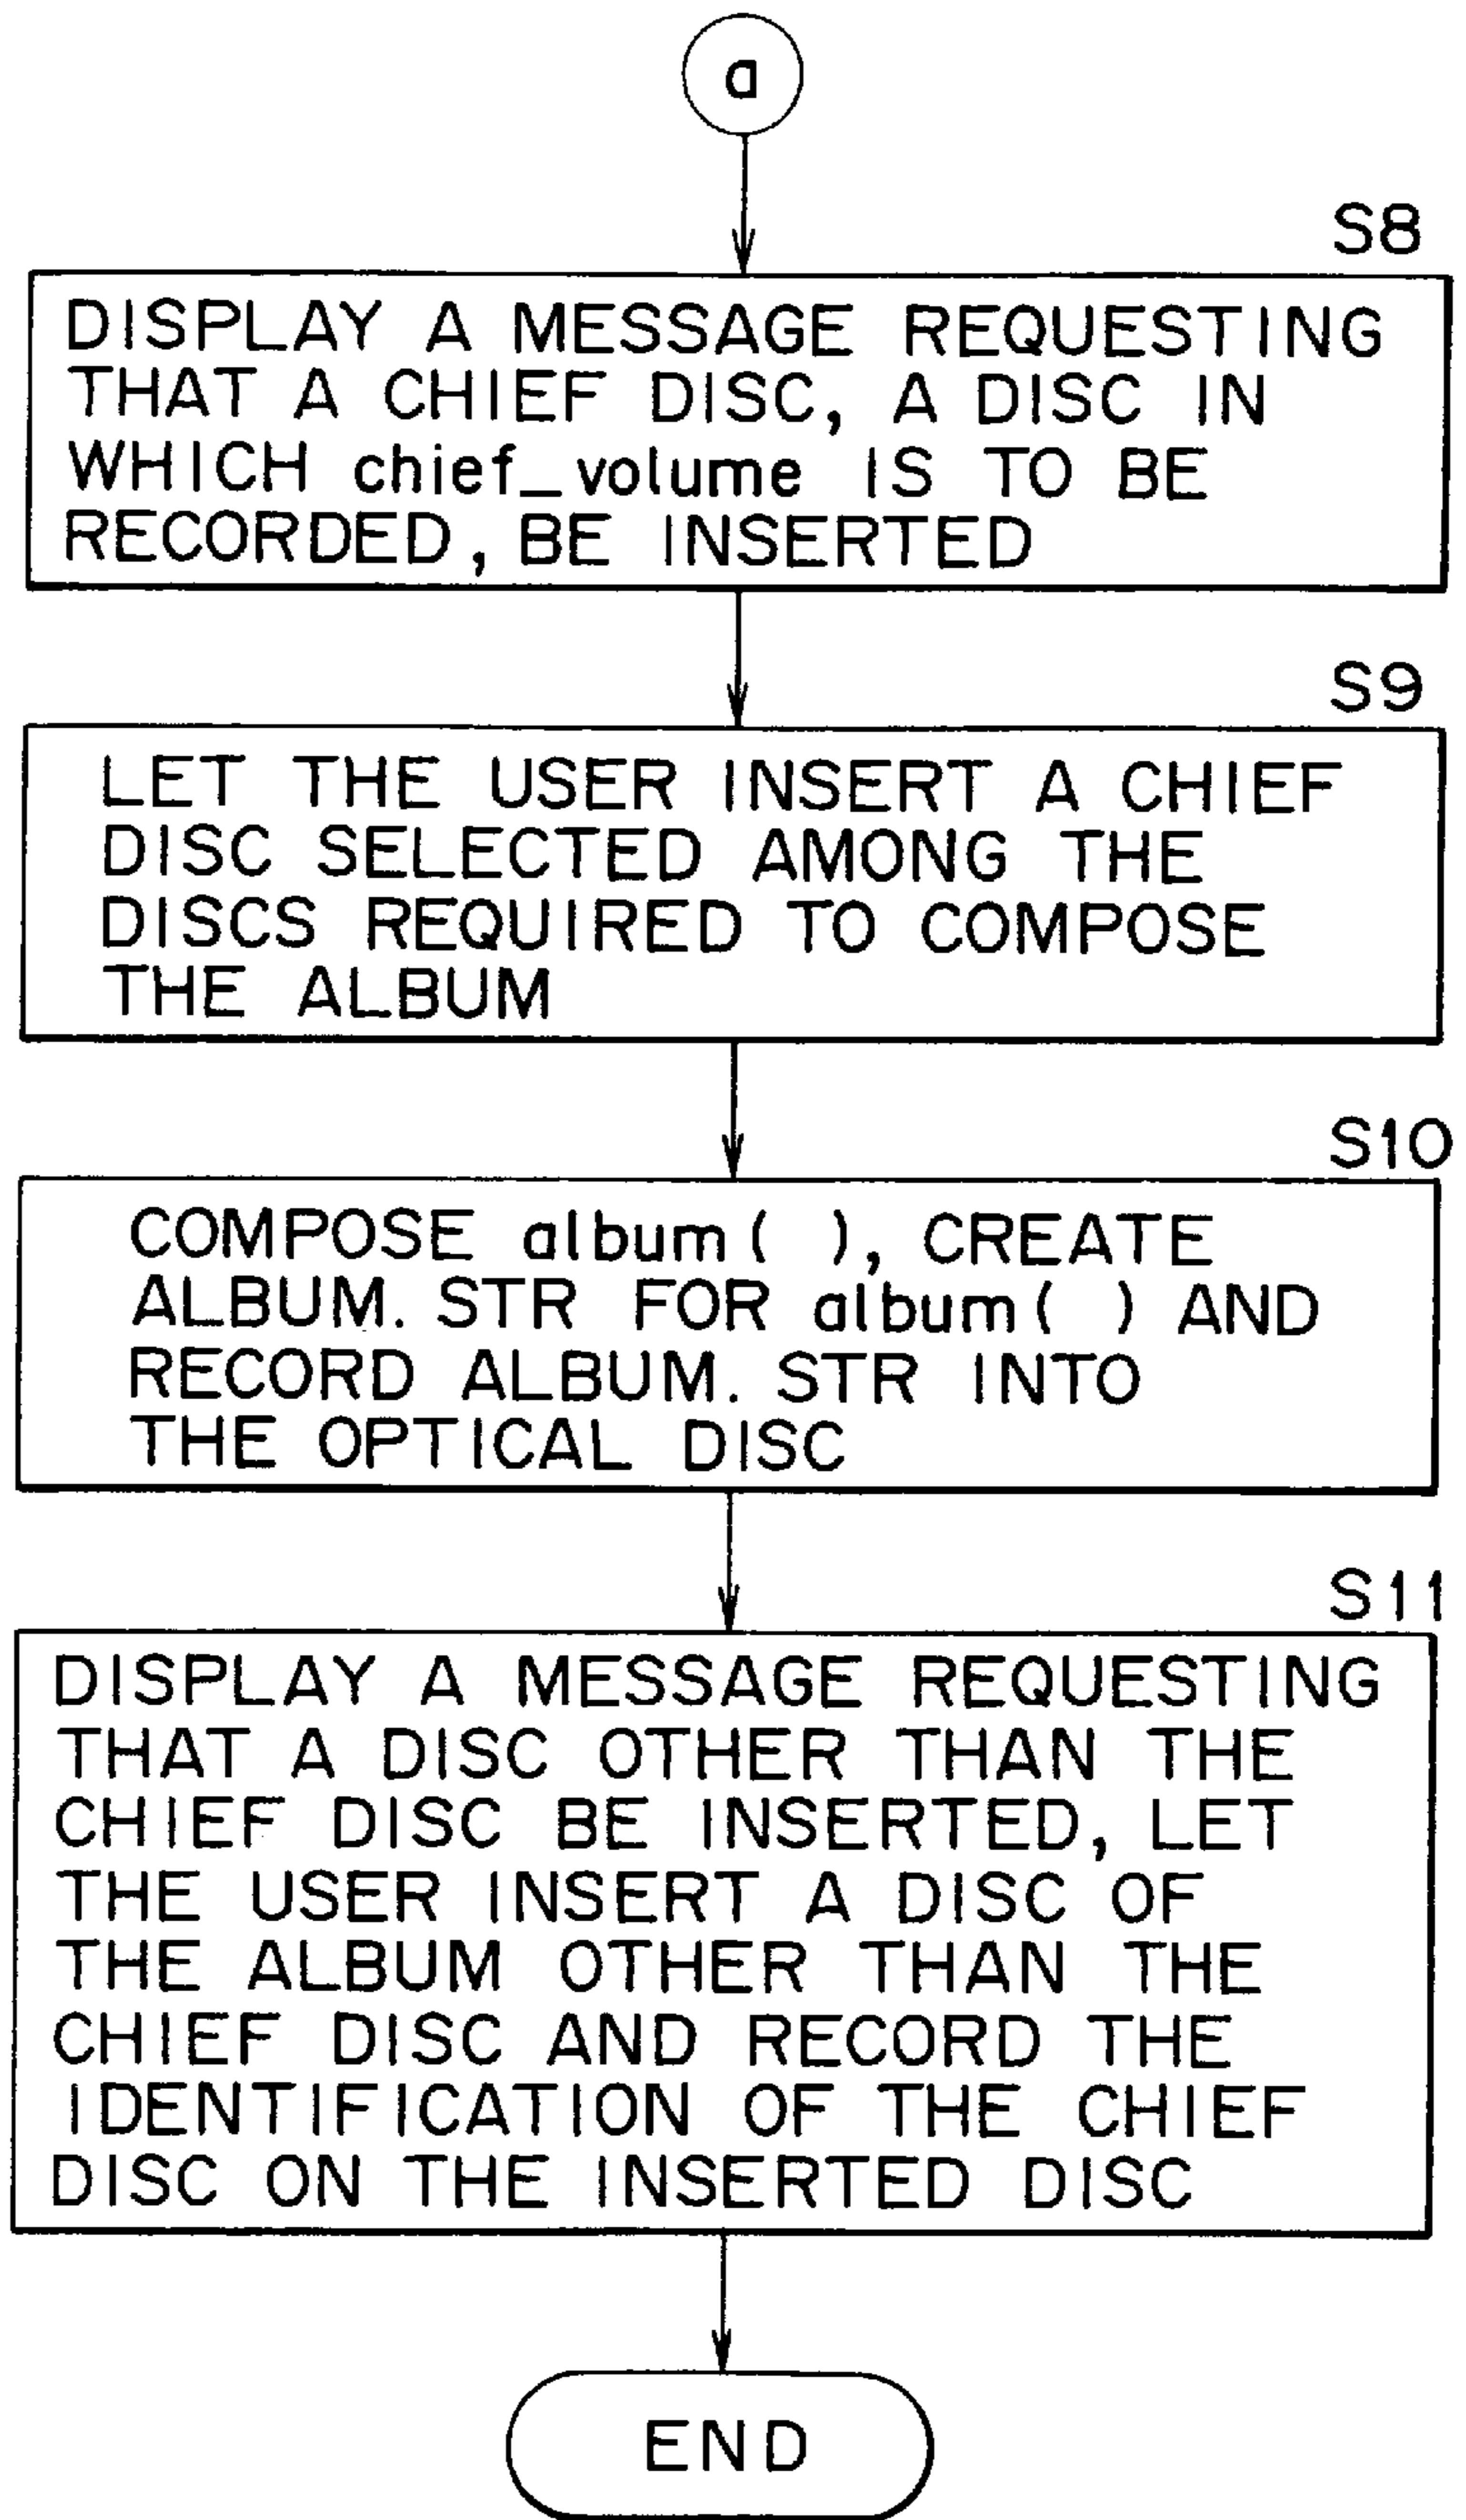 a
S8
DISPLAY A MESSAGE REQUESTING
THAT A CHIEF DISC, A DISC IN
WHICH chief_volume IS TO BE
RECORDED, BE INSERTED
S9
LET THE USER INSERT A CHIEF
DISC SELECTED AMONG THE
DISCS REQUIRED TO COMPOSE
THE ALBUM
S10
COMPOSE album( ), CREATE
ALBUM. STR FOR album( ) AND
RECORD ALBUM. STR INTO
THE OPTICAL DISC
S11
DISPLAY A MESSAGE REQUESTING
THAT A DISC OTHER THAN THE
CHIEF DISC BE INSERTED, LET
THE USER INSERT A DISC OF
THE ALBUM OTHER THAN THE
CHIEF DISC AND RECORD THE
IDENTIFICATION OF THE CHIEF
DISC ON THE INSERTED DISC
END